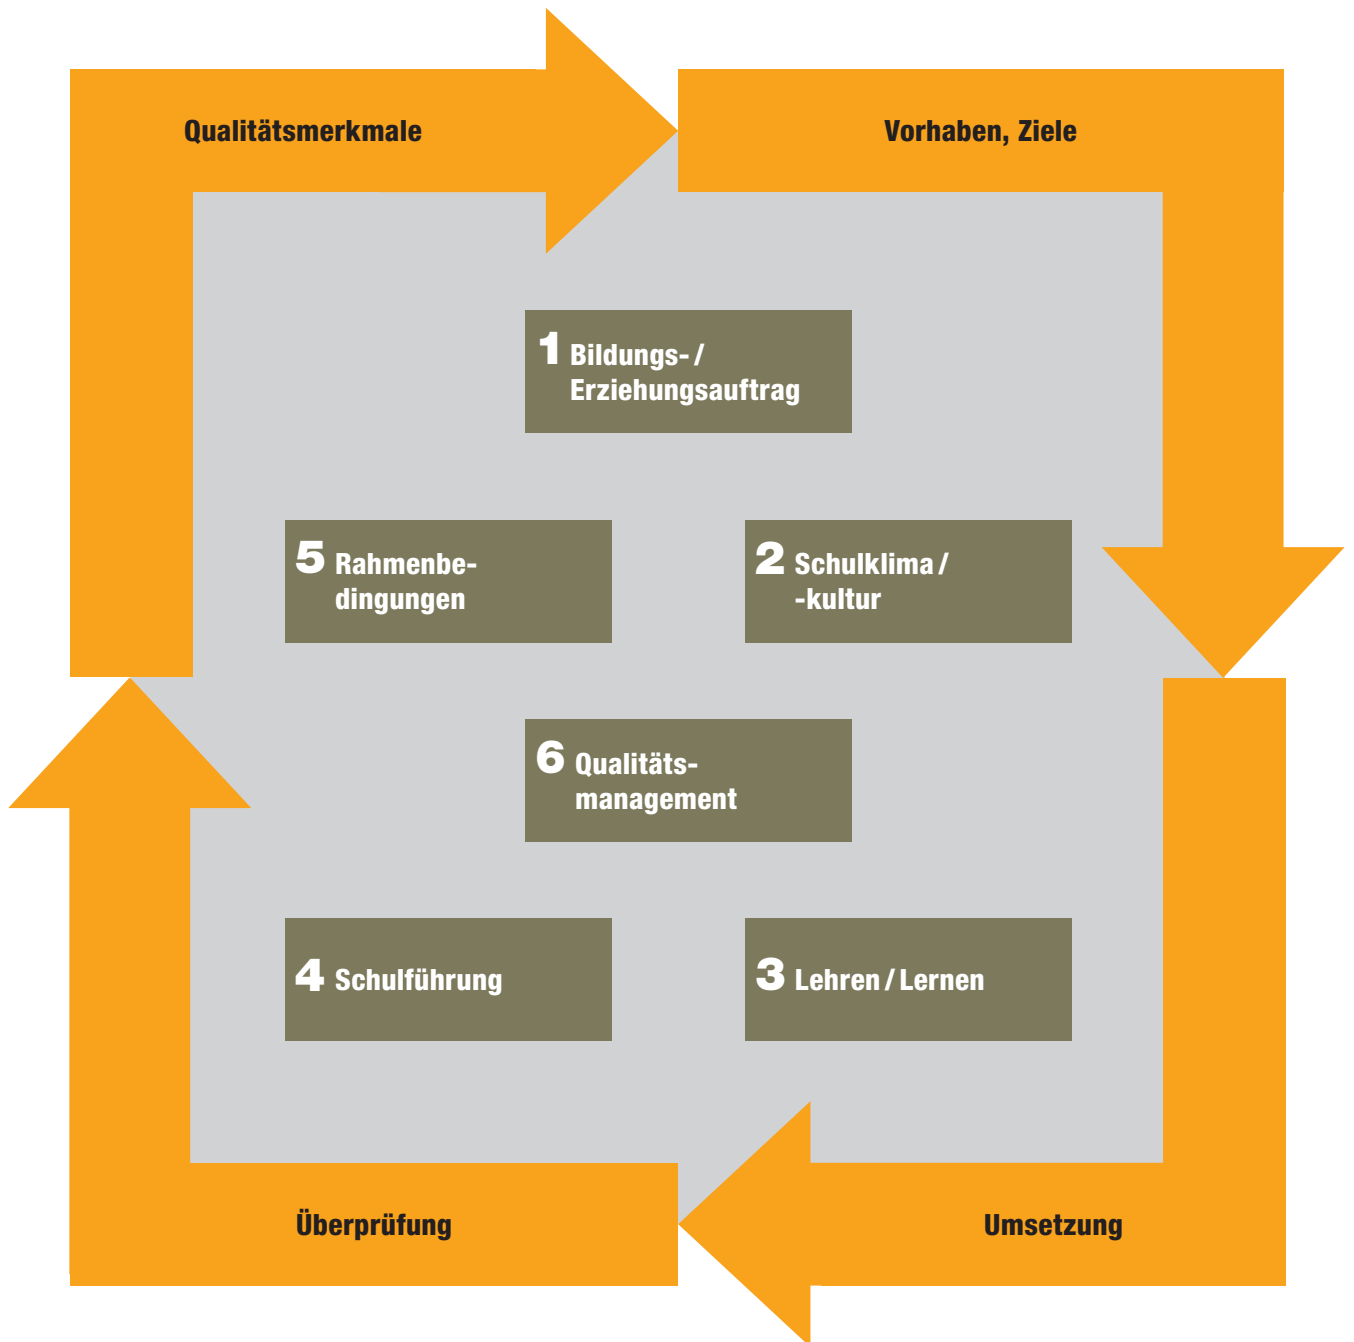 Qualitätsmerkmale
Vorhaben, Ziele
1 Bildungs- /
Erziehungsauftrag
5 Rahmenbe-
dingungen
2 Schulklima /
-kultur
6 Qualitäts-
management
4 Schulführung
3 Lehren / Lernen
Überprüfung
Umsetzung